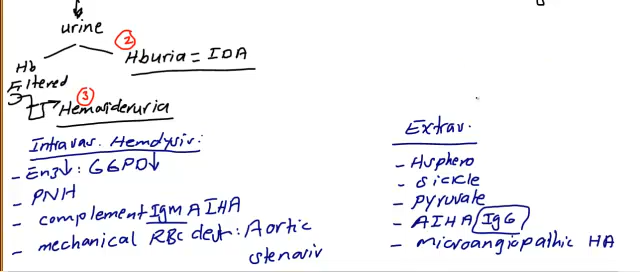 urine
② Hburia = IDA
Hb
Filtered
③ Hemosideruria
Intravas. Hemolysis:
- Enz↓: G6PD↓
- PNH
- complement IgM AIHA
- mechanical RBc dest: Aortic
stenosis
Extrav.
- Hsphero
- sickle
- pyruvate
- AIHA IgG
- Microangiopathic HA